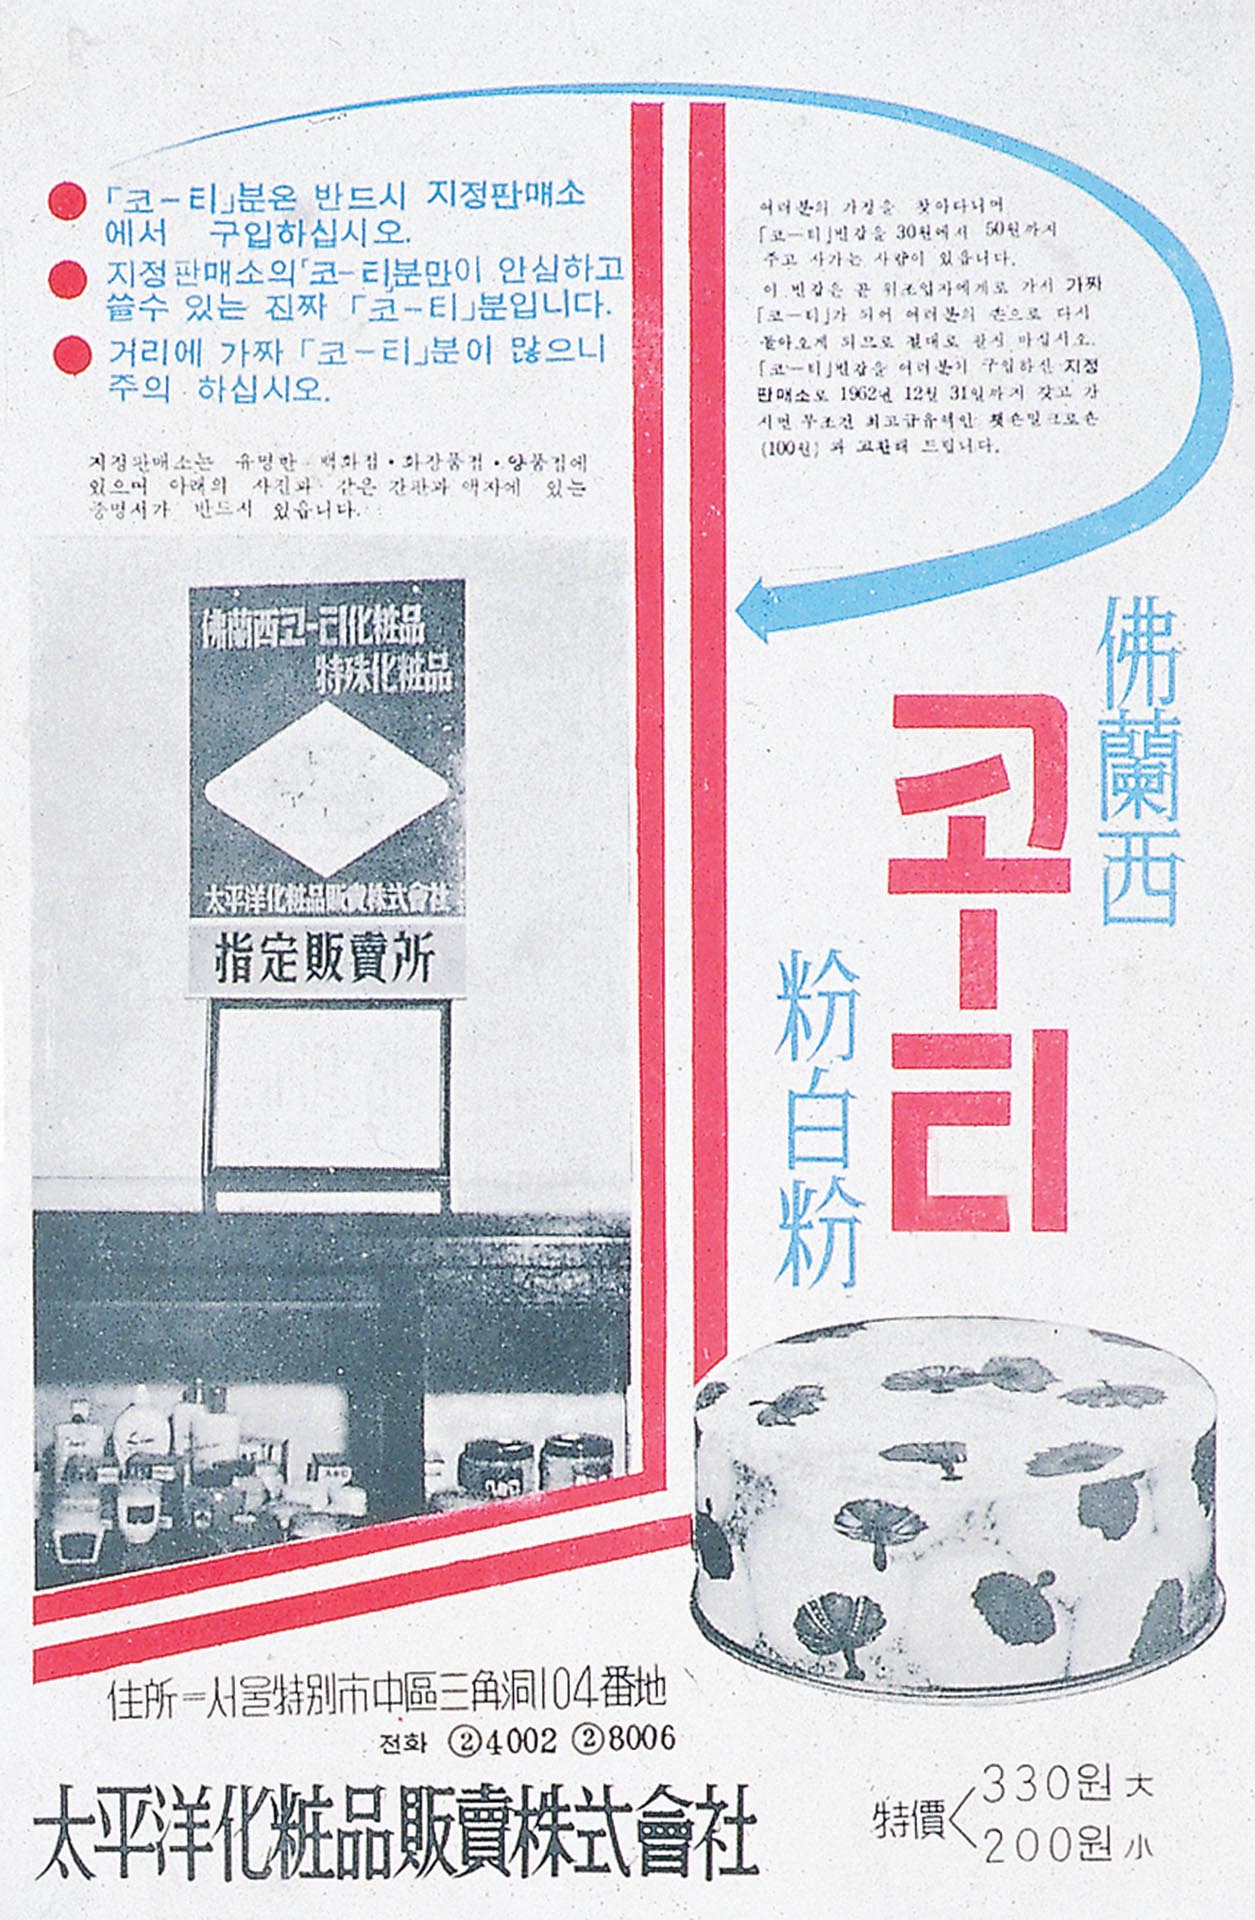 「코-티」분은 반드시 지정판매소
에서 구입하십시오.
지정판매소의「코-티」분만이 안심하고
쓸수 있는 진짜 「코-티」분입니다.
거리에 가짜 「코-티」분이 많으니
주의 하십시오.
지정판매소는 유명한 백화점·화장품점·양품점에
있으며 아래의 사진과 같은 간판과 액자에 있는
증명서가 반드시 있읍니다.
여러분의 가정을 찾아다니며
「코-티」빈갑을 30원에서 50원까지
주고 사가는 사람이 있읍니다.
이 빈갑은 곧 위조업자에게로 가서 가짜
「코-티」가 되어 여러분의 손으로 다시
돌아오게 되므로 절대로 팔지 마십시오.
「코-티」빈갑을 여러분이 구입하신 지정
판매소로 1962년 12월 31일까지 갖고 가
시면 무조건 최고급유색인 챗숀밀크로숀
(100원) 과 교환해 드립니다.
佛蘭西
코-티
粉白粉
佛蘭西코-티化粧品
特殊化粧品
太平洋化粧品販賣株式會社
指定販賣所
住所=서울特別市中區三角洞104番地
전화 ②4002 ②8006
太平洋化粧品販賣株式會社
特價 330원 大
200원 小